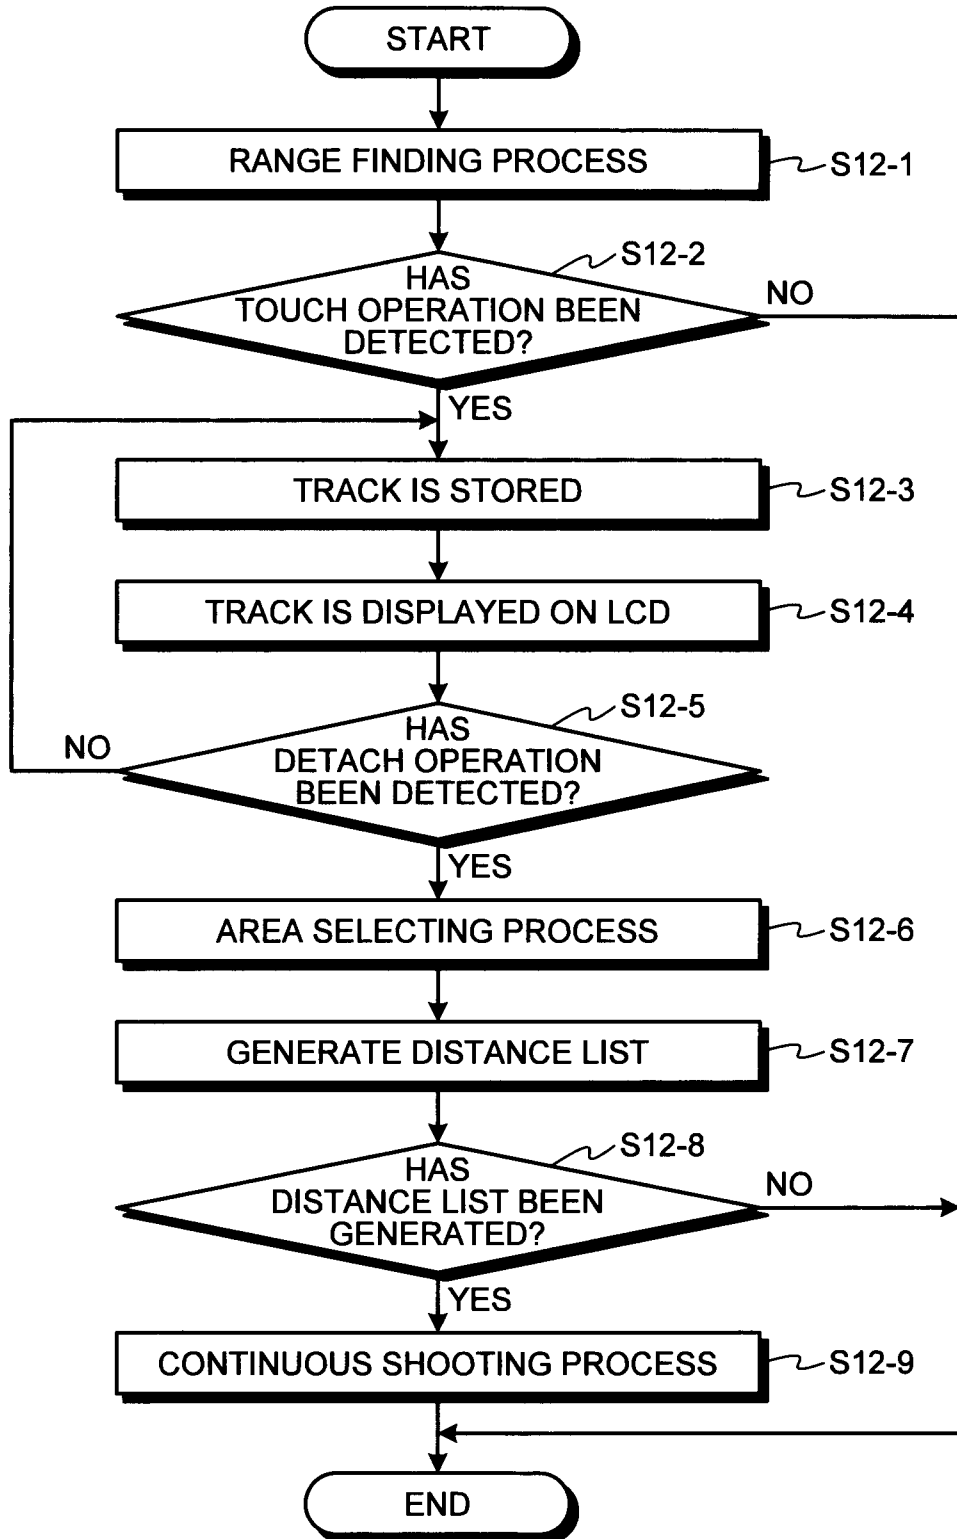 START
RANGE FINDING PROCESS
S12-1
S12-2
HAS
TOUCH OPERATION BEEN
DETECTED?
NO
YES
TRACK IS STORED
S12-3
TRACK IS DISPLAYED ON LCD
S12-4
S12-5
HAS
DETACH OPERATION
BEEN DETECTED?
NO
YES
AREA SELECTING PROCESS
S12-6
GENERATE DISTANCE LIST
S12-7
S12-8
HAS
DISTANCE LIST BEEN
GENERATED?
NO
YES
CONTINUOUS SHOOTING PROCESS
S12-9
END